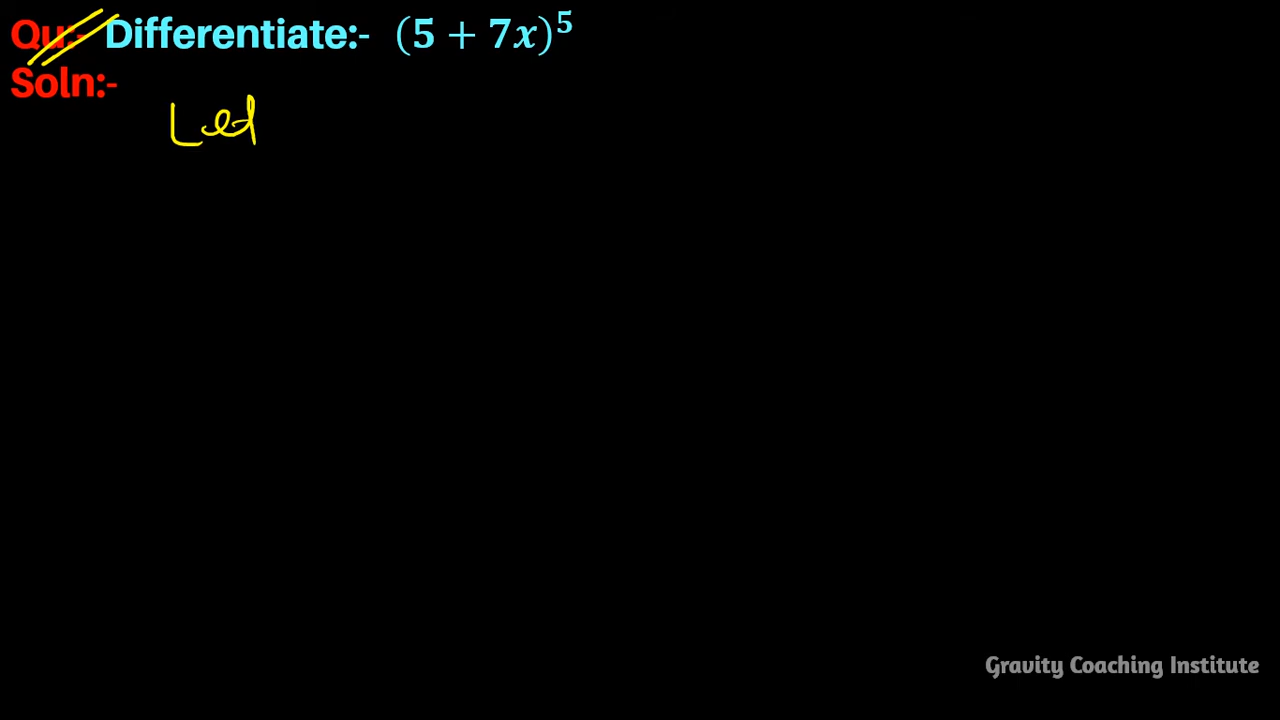 Qu:- Differentiate:- (5 + 7x)⁵
Soln:-
Let
Gravity Coaching Institute